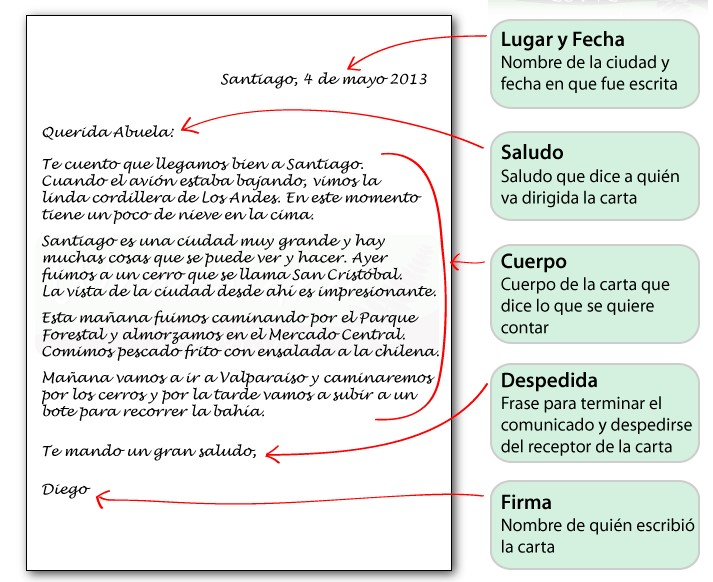 Santiago, 4 de mayo 2013
Querida Abuela:
Te cuento que llegamos bien a Santiago.
Cuando el avión estaba bajando, vimos la
linda cordillera de Los Andes. En este momento
tiene un poco de nieve en la cima.
Santiago es una ciudad muy grande y hay
muchas cosas que se puede ver y hacer. Ayer
fuimos a un cerro que se llama San Cristóbal.
La vista de la ciudad desde ahí es impresionante.
Esta mañana fuimos caminando por el Parque
Forestal y almorzamos en el Mercado Central.
Comimos pescado frito con ensalada a la chilena.
Mañana vamos a ir a Valparaíso y caminaremos
por los cerros y por la tarde vamos a subir a un
bote para recorrer la bahía.
Te mando un gran saludo,
Diego
Lugar y Fecha
Nombre de la ciudad y
fecha en que fue escrita
Saludo
Saludo que dice a quién
va dirigida la carta
Cuerpo
Cuerpo de la carta que
dice lo que se quiere
contar
Despedida
Frase para terminar el
comunicado y despedirse
del receptor de la carta
Firma
Nombre de quién escribió
la carta